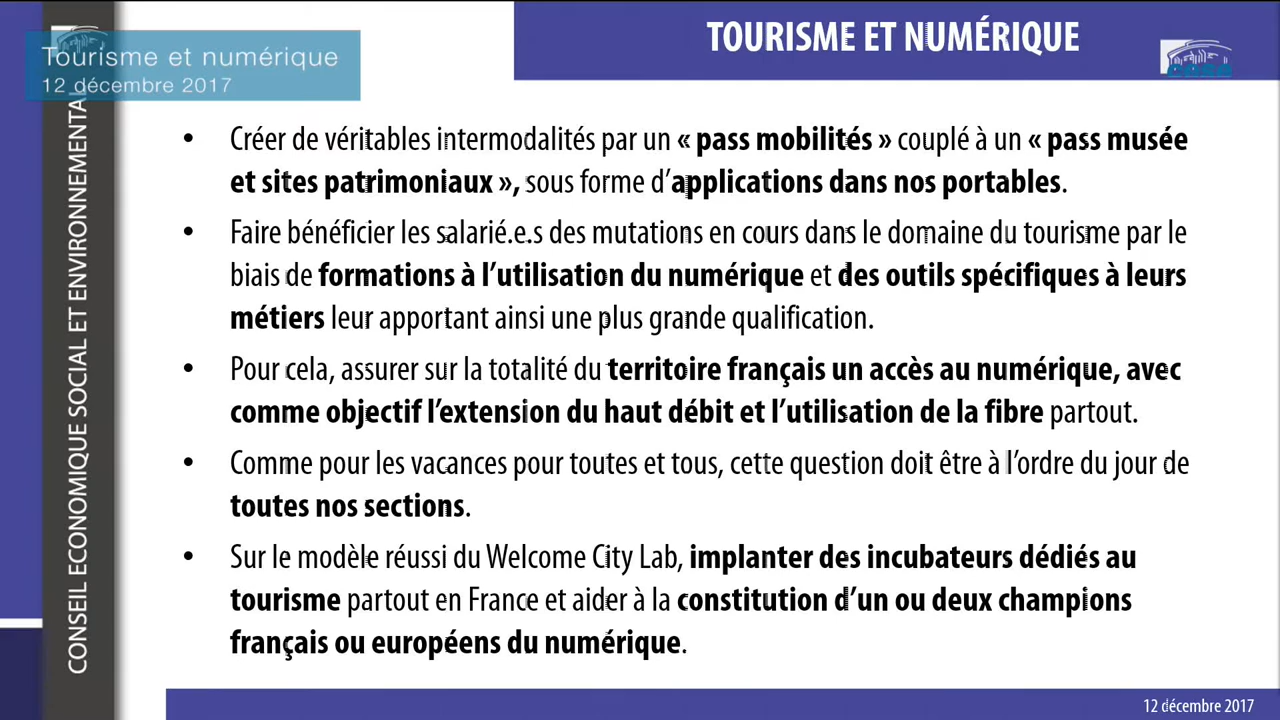 TOURISME ET NUMÉRIQUE
Tourisme et numérique
12 décembre 2017
CONSEIL ECONOMIQUE SOCIAL ET ENVIRONNEMENTAL
• Créer de véritables intermodalités par un « pass mobilités » couplé à un « pass musée
et sites patrimoniaux », sous forme d’applications dans nos portables.
• Faire bénéficier les salarié.e.s des mutations en cours dans le domaine du tourisme par le
biais de formations à l’utilisation du numérique et des outils spécifiques à leurs
métiers leur apportant ainsi une plus grande qualification.
• Pour cela, assurer sur la totalité du territoire français un accès au numérique, avec
comme objectif l’extension du haut débit et l’utilisation de la fibre partout.
• Comme pour les vacances pour toutes et tous, cette question doit être à l’ordre du jour de
toutes nos sections.
• Sur le modèle réussi du Welcome City Lab, implanter des incubateurs dédiés au
tourisme partout en France et aider à la constitution d’un ou deux champions
français ou européens du numérique.
12 décembre 2017